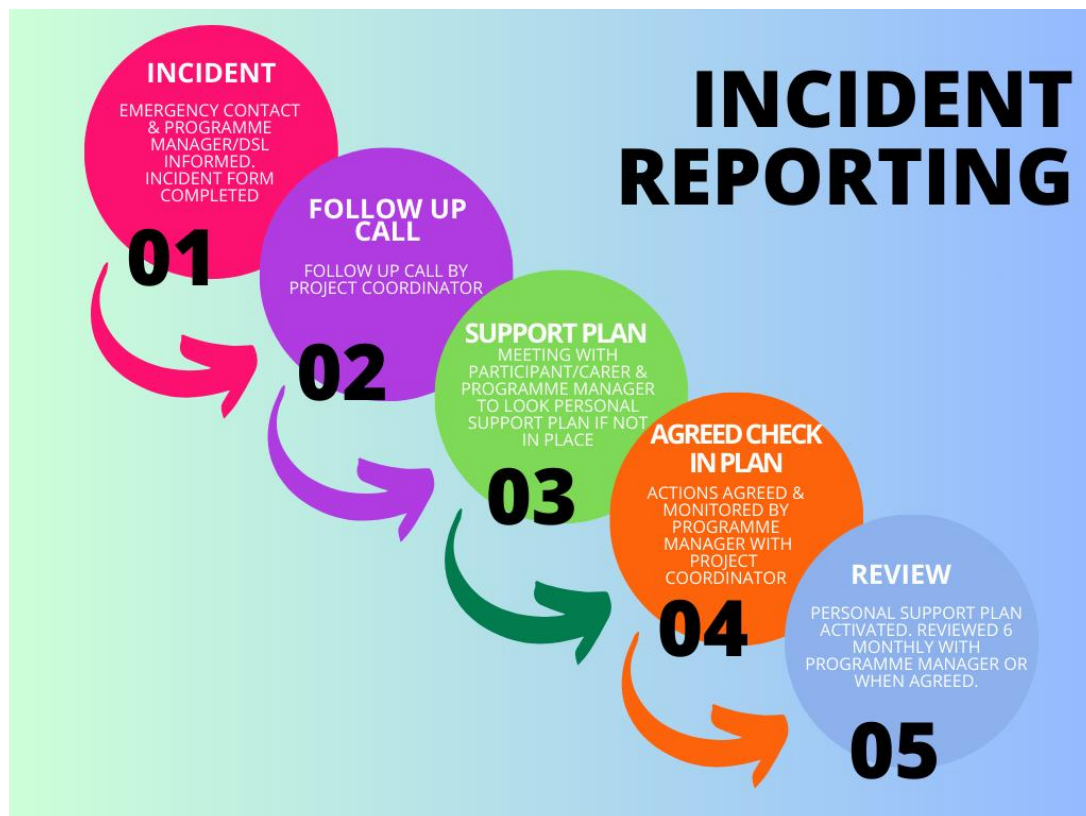 INCIDENT
REPORTING
INCIDENT
EMERGENCY CONTACT
& PROGRAMME
MANAGER/DSL
INFORMED.
INCIDENT FORM
COMPLETED
01
FOLLOW UP
CALL
FOLLOW UP CALL BY
PROJECT COORDINATOR
02
SUPPORT PLAN
MEETING WITH
PARTICIPANT/CARER &
PROGRAMME MANAGER
TO LOOK PERSONAL
SUPPORT PLAN IF NOT
IN PLACE
03
AGREED CHECK
IN PLAN
ACTIONS AGREED &
MONITORED BY
PROGRAMME
MANAGER WITH
PROJECT
COORDINATOR
04
REVIEW
PERSONAL SUPPORT PLAN
ACTIVATED. REVIEWED 6
MONTHLY WITH
PROGRAMME MANAGER OR
WHEN AGREED.
05